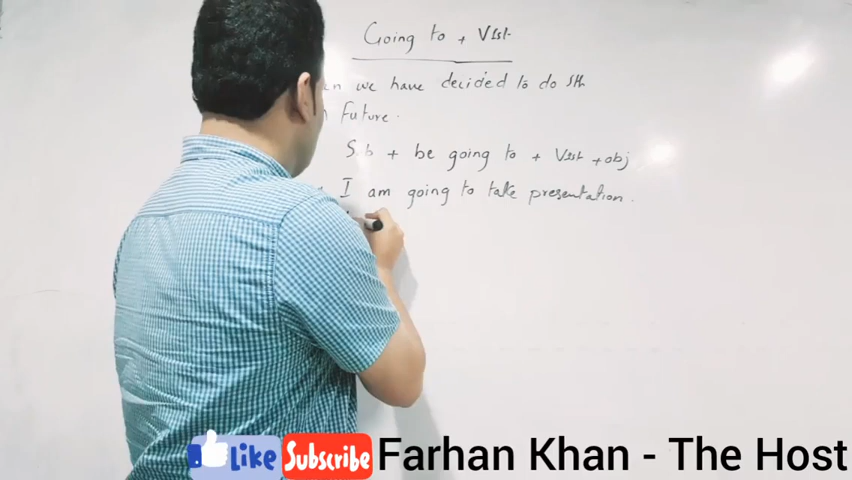 Going to + V1st
we have decided to do Sth
Future.
Sub + be going to + V1st + obj
I am going to take presentation.
Like
Subscribe
Farhan Khan - The Host